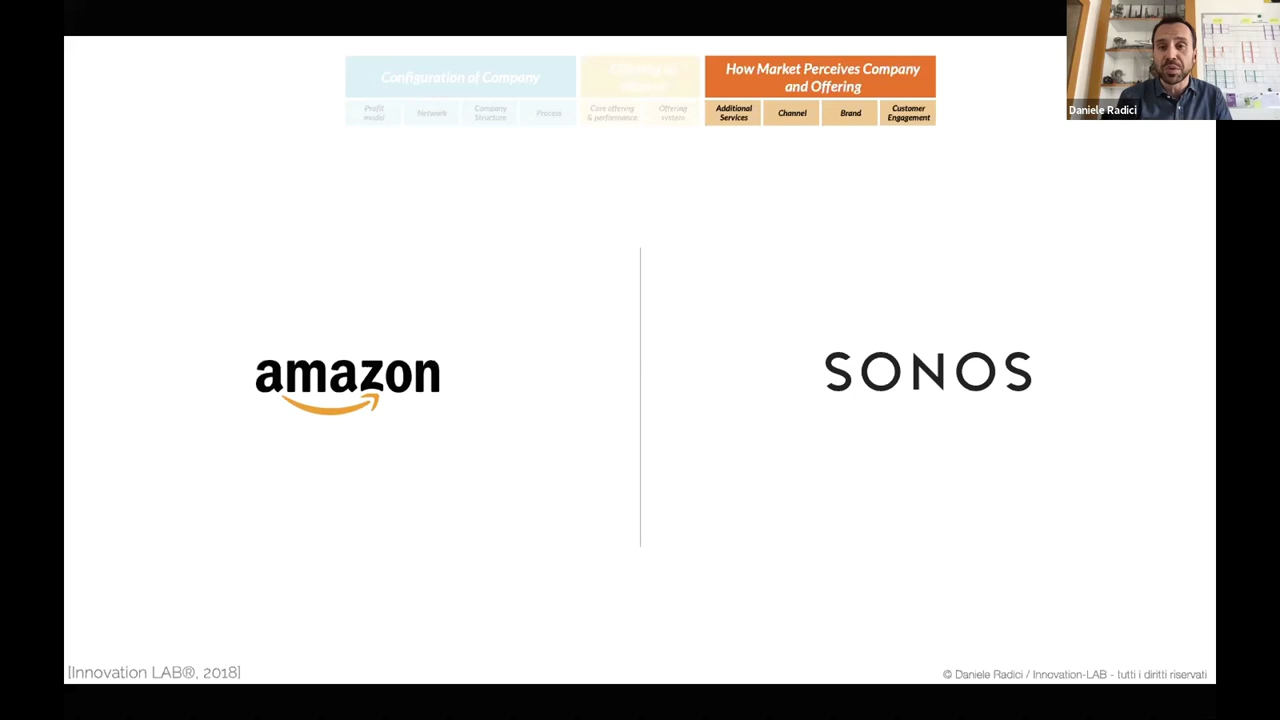 Configuration of Company
How Market Perceives Company
and Offering
Profit
model
Network
Company
Structure
Process
Core offering
& performance
Offering
system
Additional
Services
Channel
Brand
Customer
Engagement
Daniele Radici
amazon
SONOS
[Innovation LAB®, 2018]
© Daniele Radici / Innovation-LAB - tutti i diritti riservati